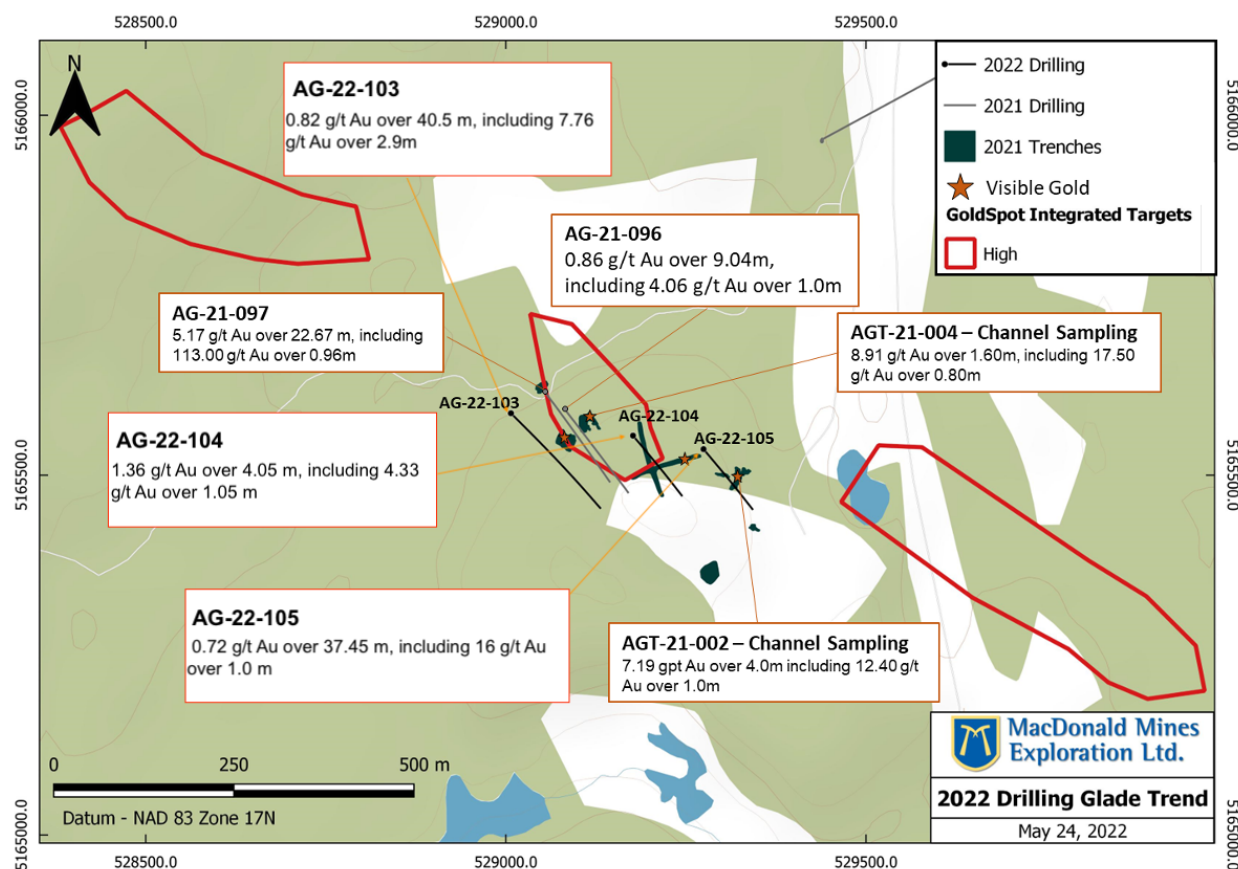 528500.0
529000.0
529500.0
5166000.0
5166000.0
N
AG-22-103
0.82 g/t Au over 40.5 m, including 7.76
g/t Au over 2.9m
2022 Drilling
2021 Drilling
2021 Trenches
Visible Gold
GoldSpot Integrated Targets
High
AG-21-096
0.86 g/t Au over 9.04m,
including 4.06 g/t Au over 1.0m
AG-21-097
5.17 g/t Au over 22.67 m, including
113.00 g/t Au over 0.96m
AGT-21-004 – Channel Sampling
8.91 g/t Au over 1.60m, including 17.50
g/t Au over 0.80m
AG-22-103
AG-22-104
AG-22-105
AG-22-104
1.36 g/t Au over 4.05 m, including 4.33
g/t Au over 1.05 m
5165500.0
5165500.0
AG-22-105
0.72 g/t Au over 37.45 m, including 16 g/t Au
over 1.0 m
AGT-21-002 – Channel Sampling
7.19 gpt Au over 4.0m including 12.40 g/t
Au over 1.0m
0
250
500 m
Datum - NAD 83 Zone 17N
MacDonald Mines
Exploration Ltd.
2022 Drilling Glade Trend
May 24, 2022
5165000.0
5165000.0
528500.0
529000.0
529500.0